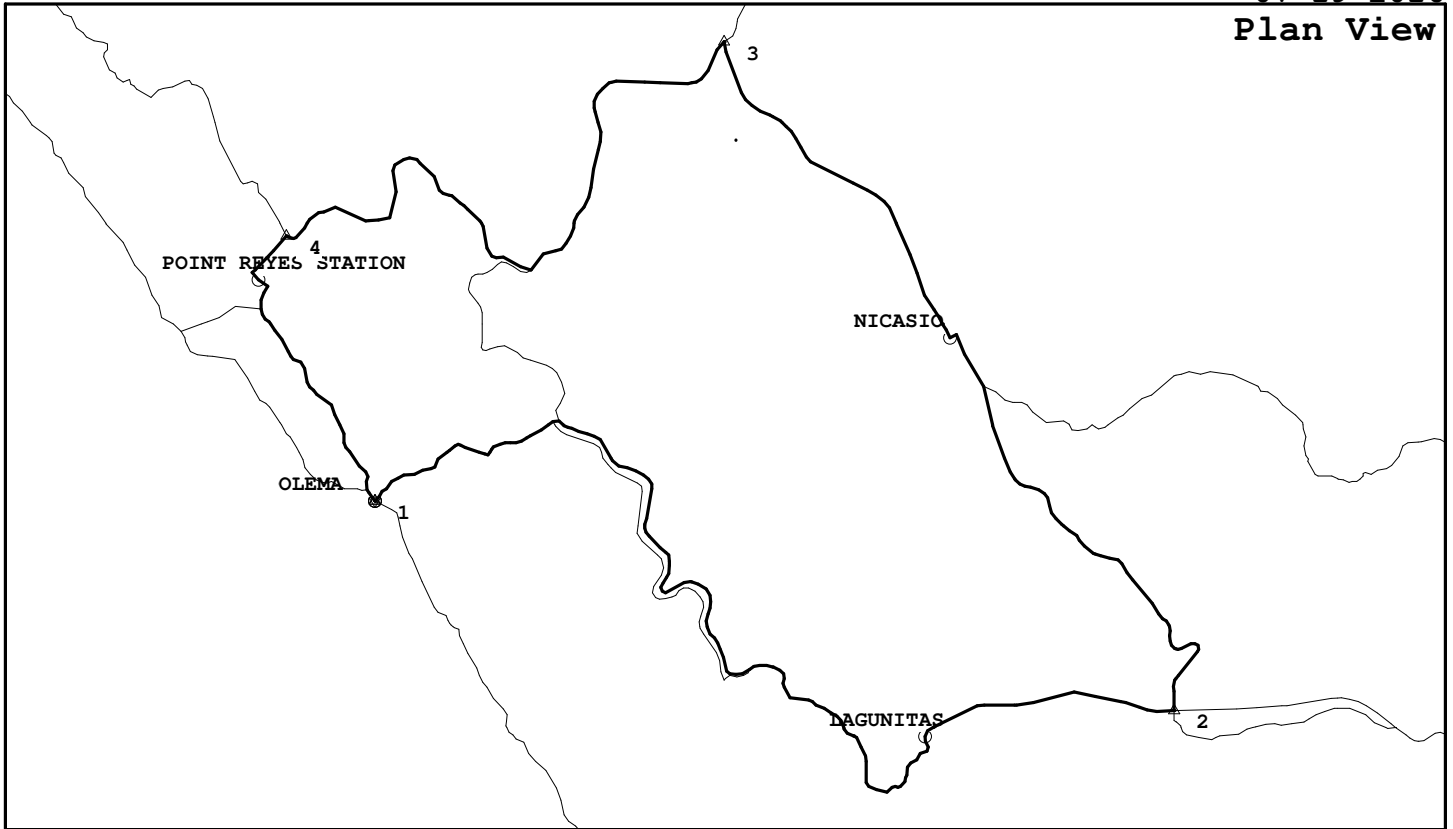 Plan View
3
4
POINT REYES STATION
NICASIO
OLEMA
1
LAGUNITAS
2